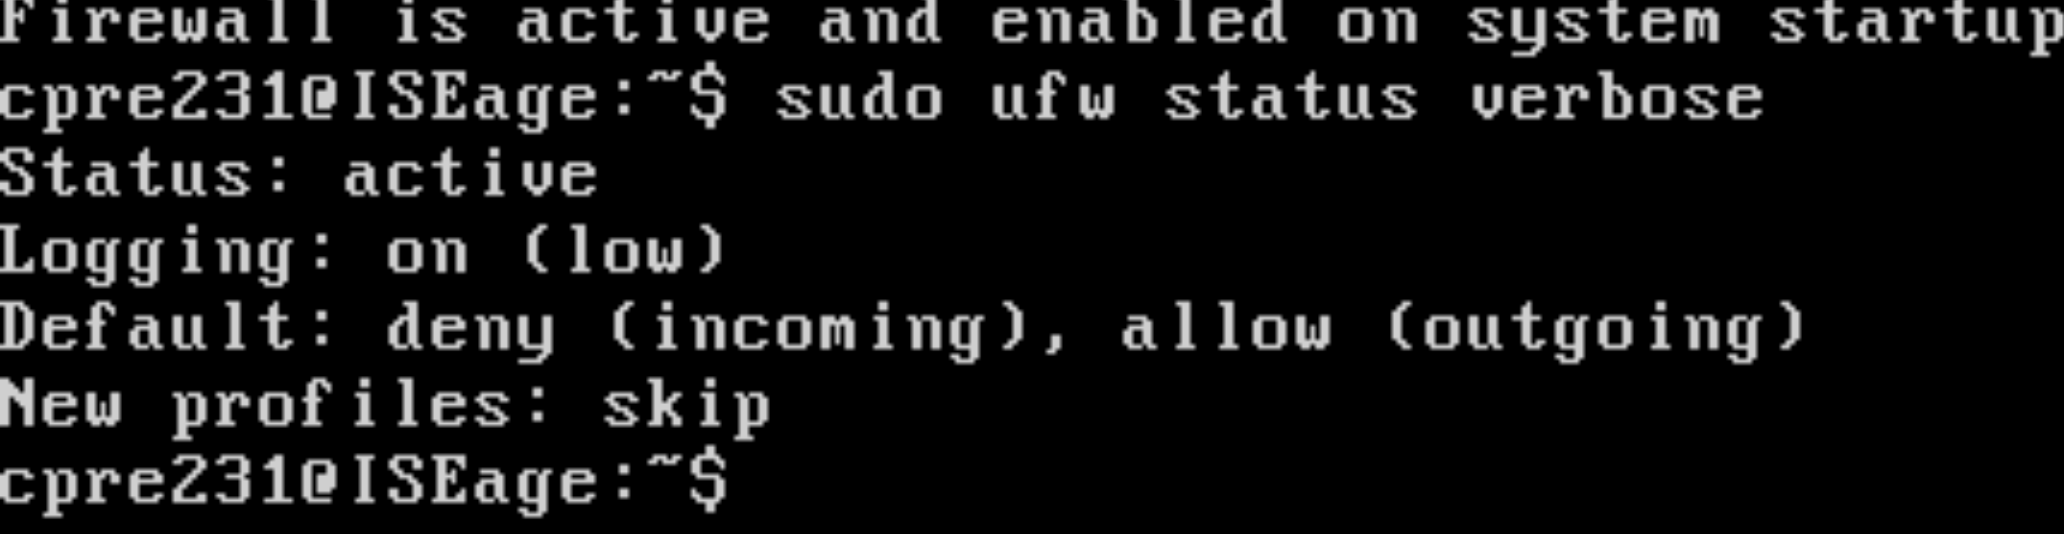 Firewall is active and enabled on system startup
cpre231@ISEage:~$ sudo ufw status verbose
Status: active
Logging: on (low)
Default: deny (incoming), allow (outgoing)
New profiles: skip
cpre231@ISEage:~$